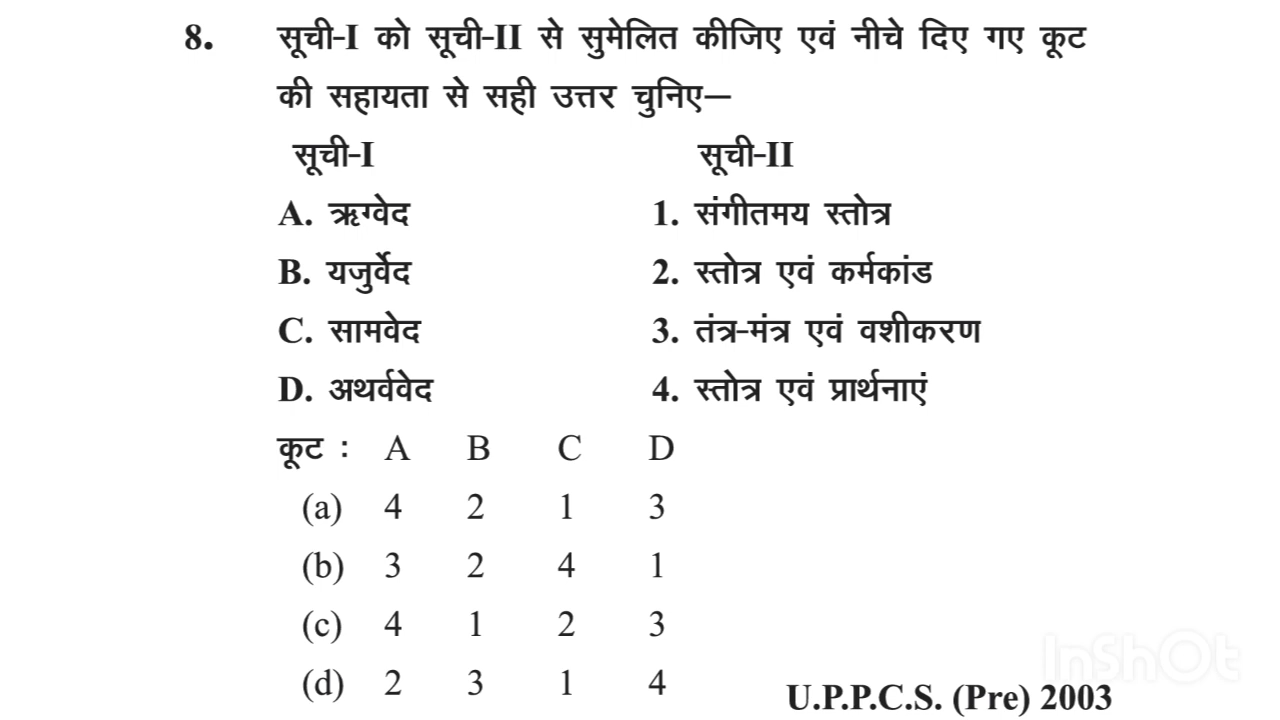 8. सूची-I को सूची-II से सुमेलित कीजिए एवं नीचे दिए गए कूट
की सहायता से सही उत्तर चुनिए–
सूची-I सूची-II
A. ऋग्वेद 1. संगीतमय स्तोत्र
B. यजुर्वेद 2. स्तोत्र एवं कर्मकांड
C. सामवेद 3. तंत्र-मंत्र एवं वशीकरण
D. अथर्ववेद 4. स्तोत्र एवं प्रार्थनाएं
कूट : A B C D
(a) 4 2 1 3
(b) 3 2 4 1
(c) 4 1 2 3
(d) 2 3 1 4
U.P.P.C.S. (Pre) 2003
InShOt